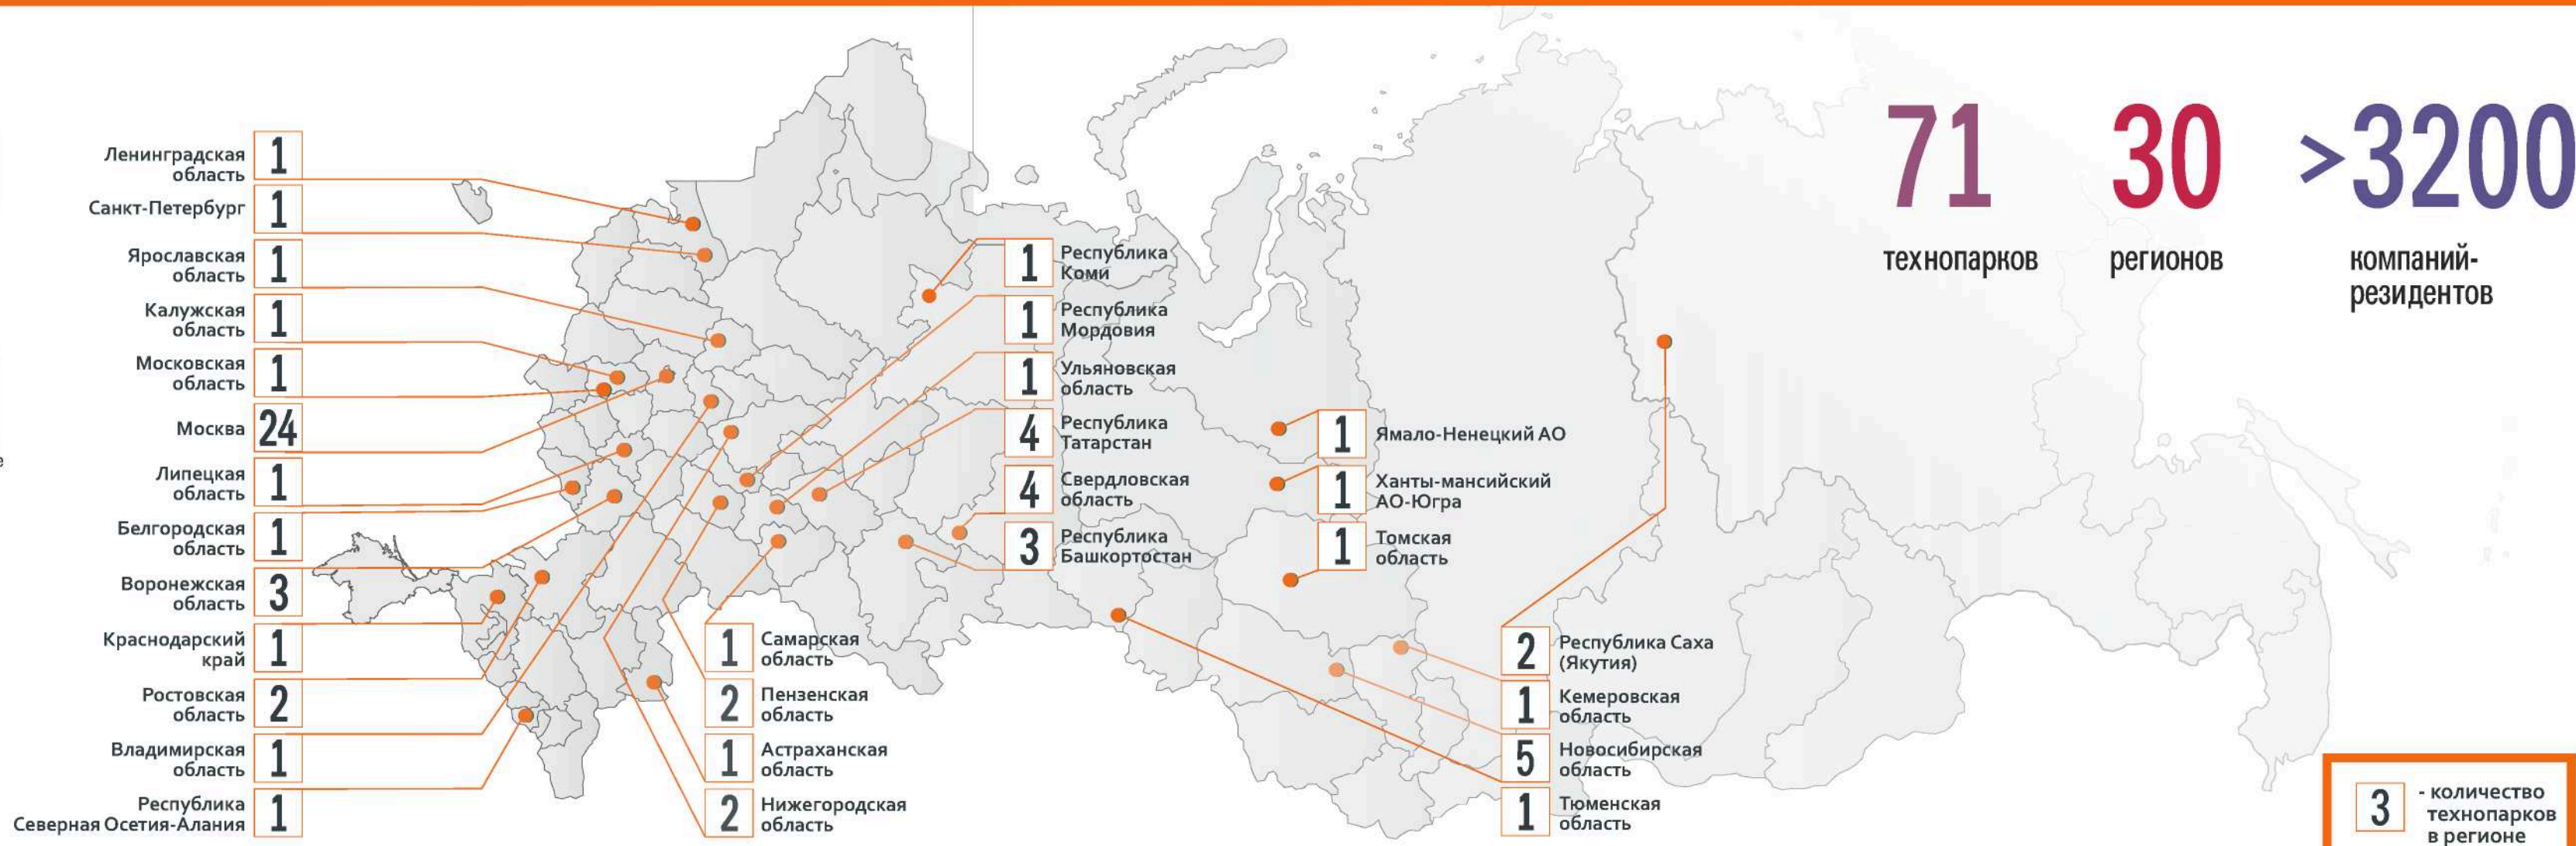 Ленинградская
область
1
Санкт-Петербург
1
Ярославская
область
1
Калужская
область
1
Московская
область
1
Москва
24
е
Липецкая
область
1
Белгородская
область
1
Воронежская
область
3
Краснодарский
край
1
Ростовская
область
2
Владимирская
область
1
Республика
Северная Осетия-Алания
1
1
Самарская
область
2
Пензенская
область
1
Астраханская
область
2
Нижегородская
область
1
Республика
Коми
1
Республика
Мордовия
1
Ульяновская
область
4
Республика
Татарстан
4
Свердловская
область
3
Республика
Башкортостан
1
Ямало-Ненецкий АО
1
Ханты-мансийский
АО-Югра
1
Томская
область
2
Республика Саха
(Якутия)
1
Кемеровская
область
5
Новосибирская
область
1
Тюменская
область
71
технопарков
30
регионов
>3200
компаний-
резидентов
3
- количество
технопарков
в регионе